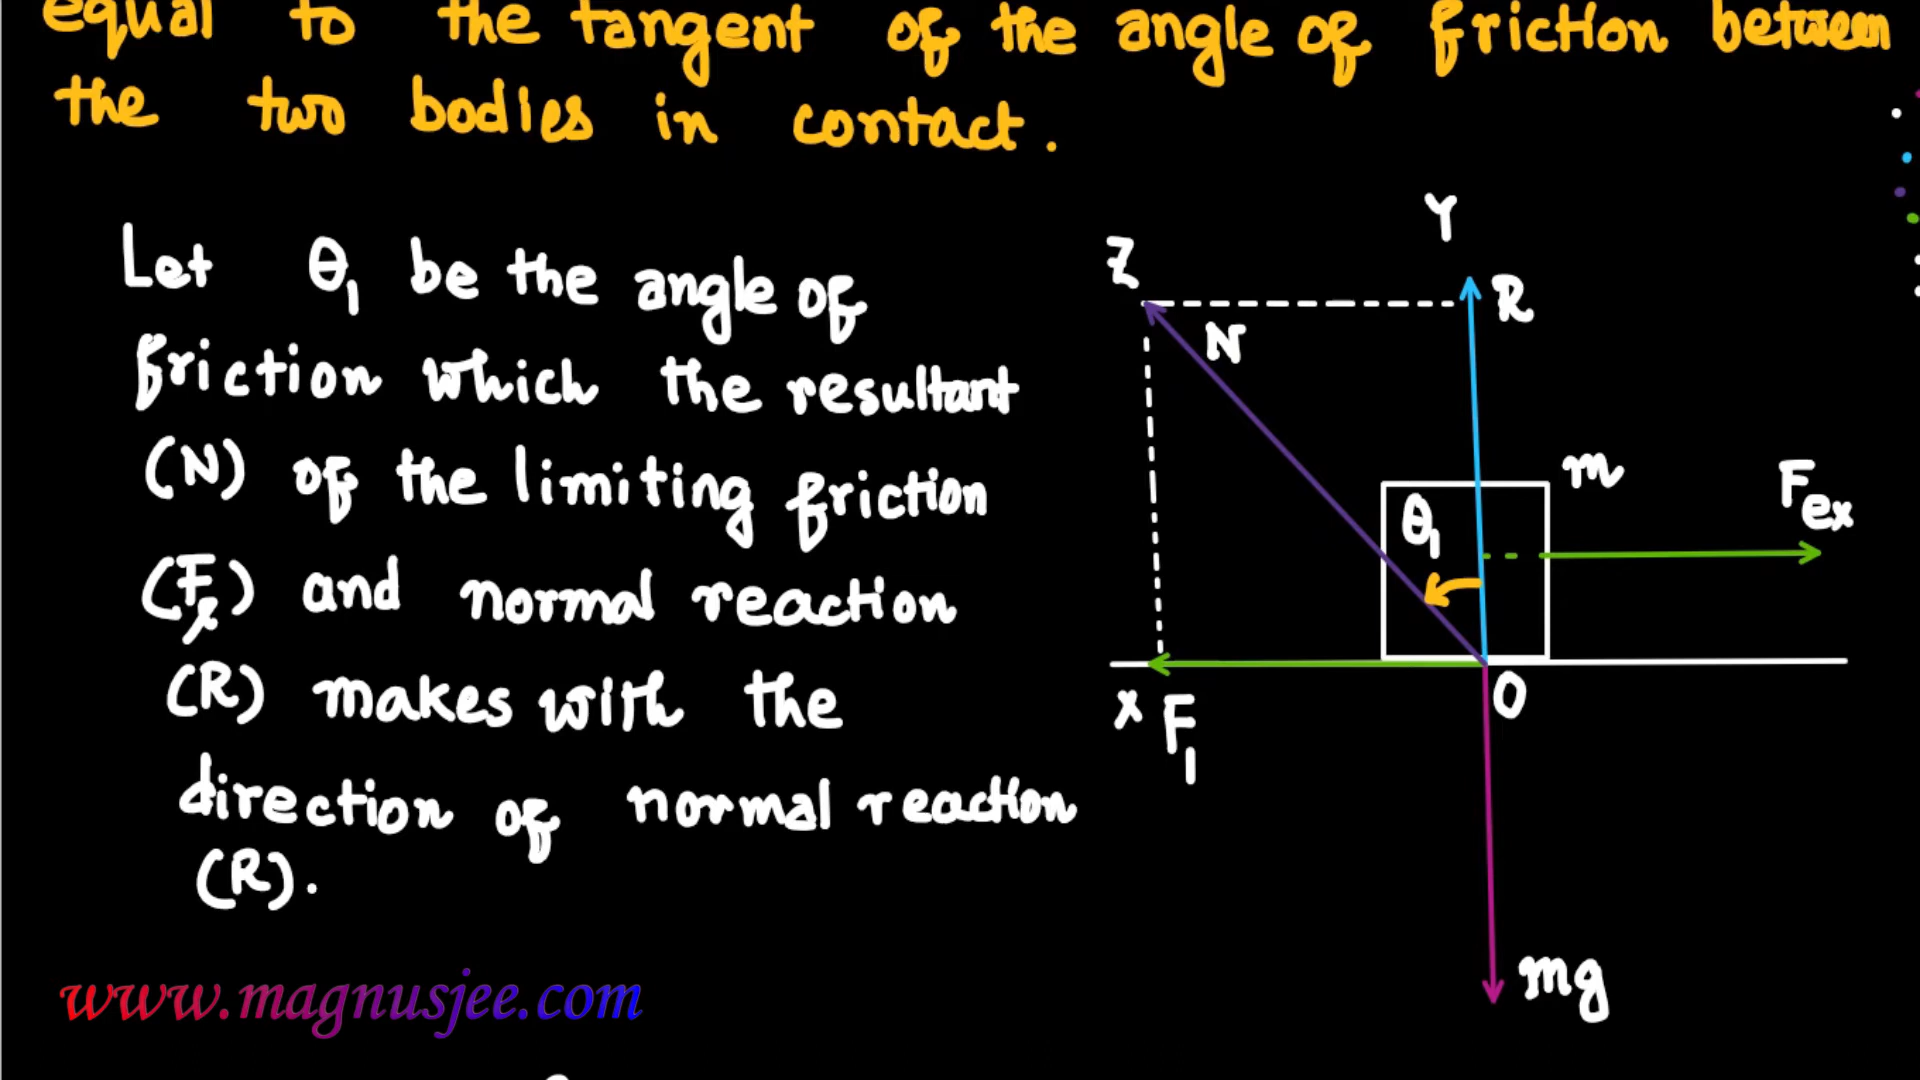 equal to the tangent of the angle of friction between
the two bodies in contact.
Let θ₁ be the angle of
friction which the resultant
(N) of the limiting friction
(Fₗ) and normal reaction
(R) makes with the
direction of normal reaction
(R).
Y
Z
R
N
m
θ₁
F_ex
O
x
F₁
mg
www.magnusjee.com